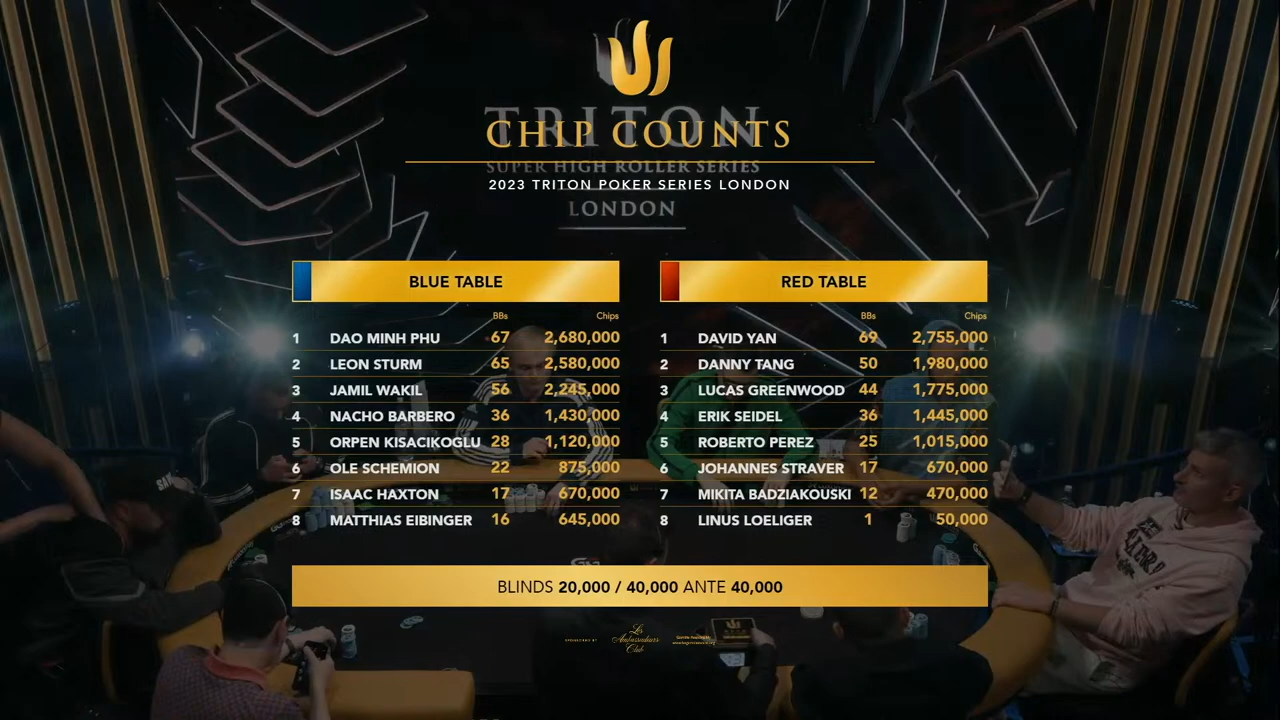 TRITON
CHIP COUNTS
SUPER HIGH ROLLER SERIES
2023 TRITON POKER SERIES LONDON
LONDON
BLUE TABLE
BBs Chips
1 DAO MINH PHU 67 2,680,000
2 LEON STURM 65 2,580,000
3 JAMIL WAKIL 56 2,245,000
4 NACHO BARBERO 36 1,430,000
5 ORPEN KISACIKOGLU 28 1,120,000
6 OLE SCHEMION 22 875,000
7 ISAAC HAXTON 17 670,000
8 MATTHIAS EIBINGER 16 645,000
RED TABLE
BBs Chips
1 DAVID YAN 69 2,755,000
2 DANNY TANG 50 1,980,000
3 LUCAS GREENWOOD 44 1,775,000
4 ERIK SEIDEL 36 1,445,000
5 ROBERTO PEREZ 25 1,015,000
6 JOHANNES STRAVER 17 670,000
7 MIKITA BADZIAKOUSKI 12 470,000
8 LINUS LOELIGER 1 50,000
BLINDS 20,000 / 40,000 ANTE 40,000
SPONSORED BY
Les
Ambassadeurs
Club